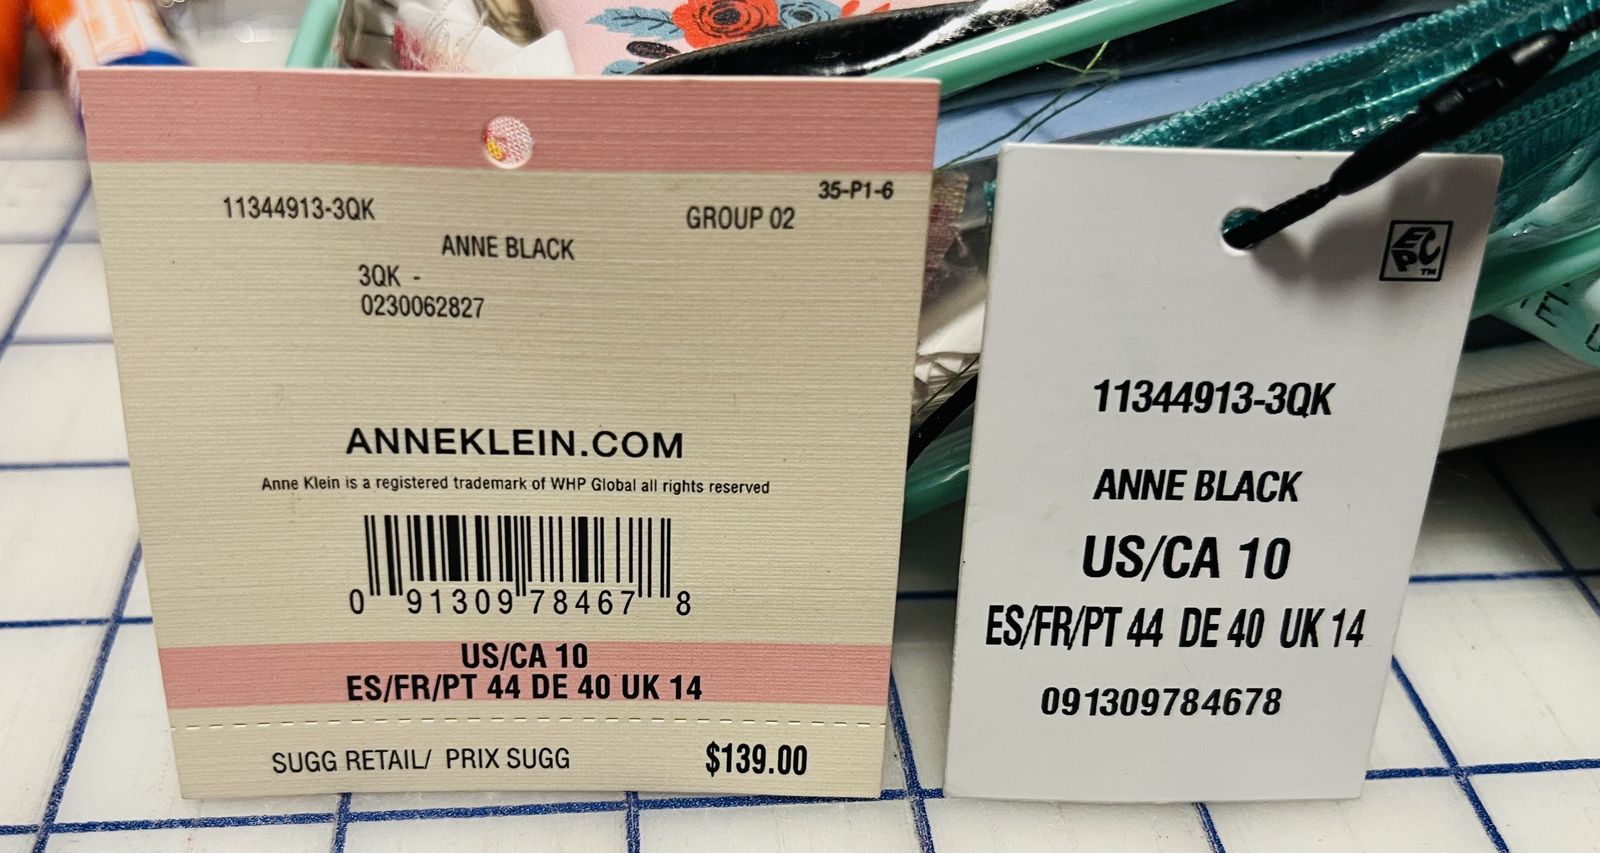 35-P1-6
11344913-3QK
GROUP 02
ANNE BLACK
3QK -
0230062827
ANNEKLEIN.COM
Anne Klein is a registered trademark of WHP Global all rights reserved
0 91309 78467 8
US/CA 10
ES/FR/PT 44 DE 40 UK 14
SUGG RETAIL/ PRIX SUGG $139.00
EPC™
11344913-3QK
ANNE BLACK
US/CA 10
ES/FR/PT 44 DE 40 UK 14
091309784678